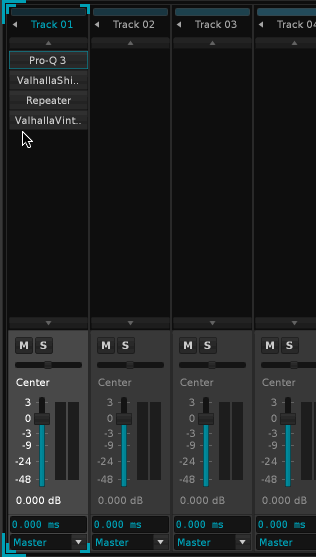 Track 01 Track 02 Track 03 Track 04
Pro-Q 3
ValhallaShi..
Repeater
ValhallaVint..
M S M S M S M
Center Center Center Center
3 3 3 3
0 0 0 0
-3 -3 -3 -3
-9 -9 -9 -9
-24 -24 -24 -24
-48 -48 -48 -48
0.000 dB 0.000 dB 0.000 dB 0.000
0.000 ms 0.000 ms 0.000 ms 0.000 ms
Master Master Master Master